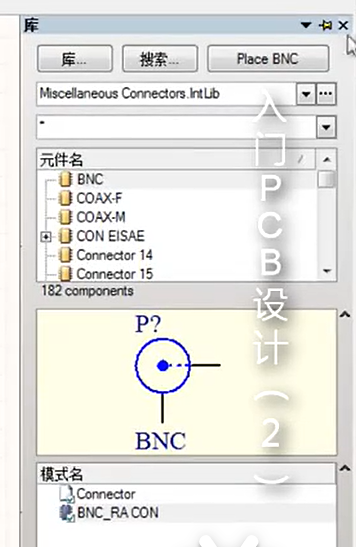 库
库...
搜索...
Place BNC
Miscellaneous Connectors.IntLib
...
*
元件名
BNC
COAX-F
COAX-M
CON EISAE
Connector 14
Connector 15
182 components
P?
BNC
模式名
Connector
BNC_RA CON
入门PCB设计（2）